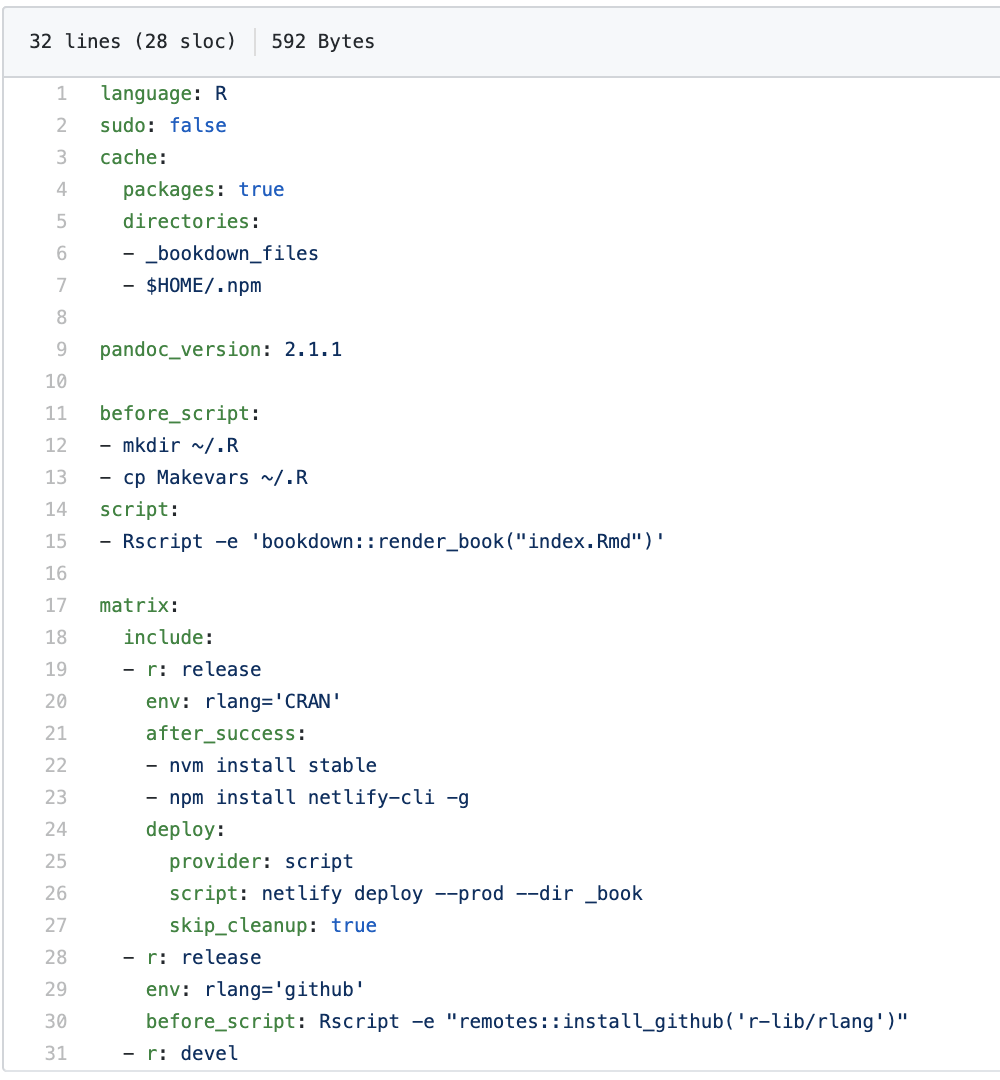 32 lines (28 sloc) 592 Bytes
1 language: R
2 sudo: false
3 cache:
4   packages: true
5   directories:
6   - _bookdown_files
7   - $HOME/.npm
8
9 pandoc_version: 2.1.1
10
11 before_script:
12 - mkdir ~/.R
13 - cp Makevars ~/.R
14 script:
15 - Rscript -e 'bookdown::render_book("index.Rmd")'
16
17 matrix:
18   include:
19   - r: release
20     env: rlang='CRAN'
21     after_success:
22     - nvm install stable
23     - npm install netlify-cli -g
24     deploy:
25       provider: script
26       script: netlify deploy --prod --dir _book
27       skip_cleanup: true
28   - r: release
29     env: rlang='github'
30     before_script: Rscript -e "remotes::install_github('r-lib/rlang')"
31   - r: devel